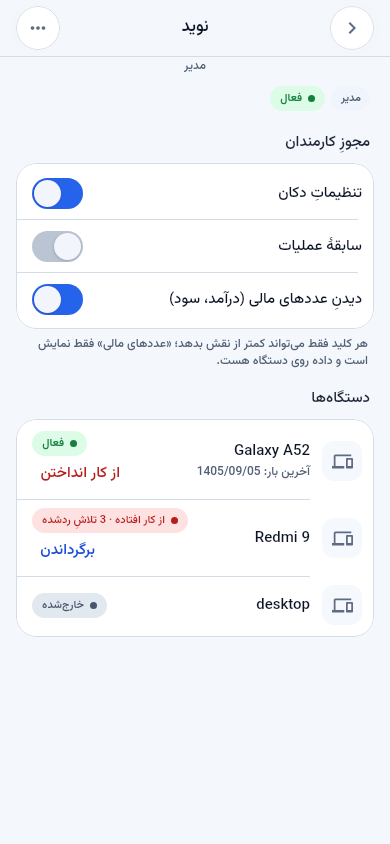 نوید
مدیر
مدیر
فعال
مجوزِ کارمندان
تنظیماتِ دکان
سابقهٔ عملیات
دیدنِ عددهای مالی (درآمد، سود)
هر کلید فقط می‌تواند کمتر از نقش بدهد؛ «عددهای مالی» فقط نمایش
است و داده روی دستگاه هست.
دستگاه‌ها
Galaxy A52
آخرین بار: 1405/09/05
فعال
از کار انداختن
Redmi 9
از کار افتاده · 3 تلاشِ ردشده
برگرداندن
desktop
خارج‌شده